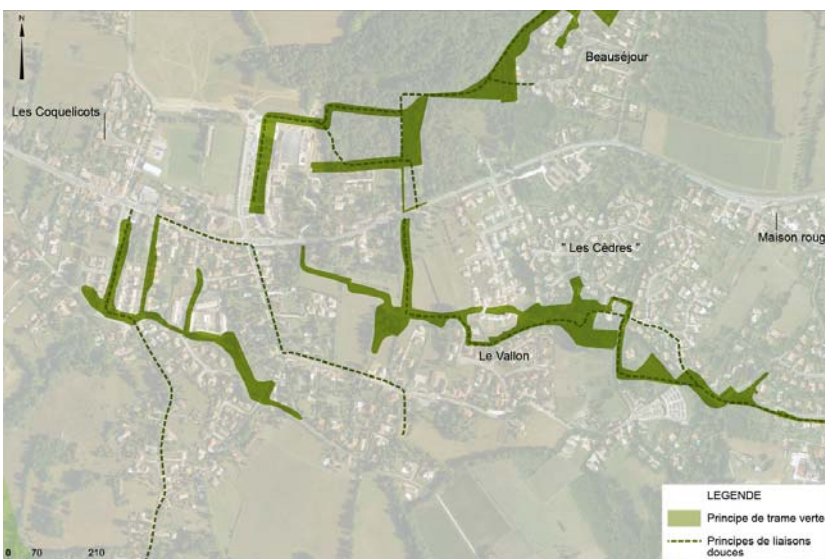 N
Beauséjour
Les Coquelicots
" Les Cèdres "
Maison roug
Le Vallon
LEGENDE
Principe de trame verte
Principes de liaisons
douces
0 70 210